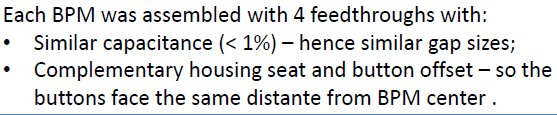 Each BPM was assembled with 4 feedthroughs with:
• Similar capacitance (< 1%) – hence similar gap sizes;
• Complementary housing seat and button offset – so the
buttons face the same distante from BPM center .